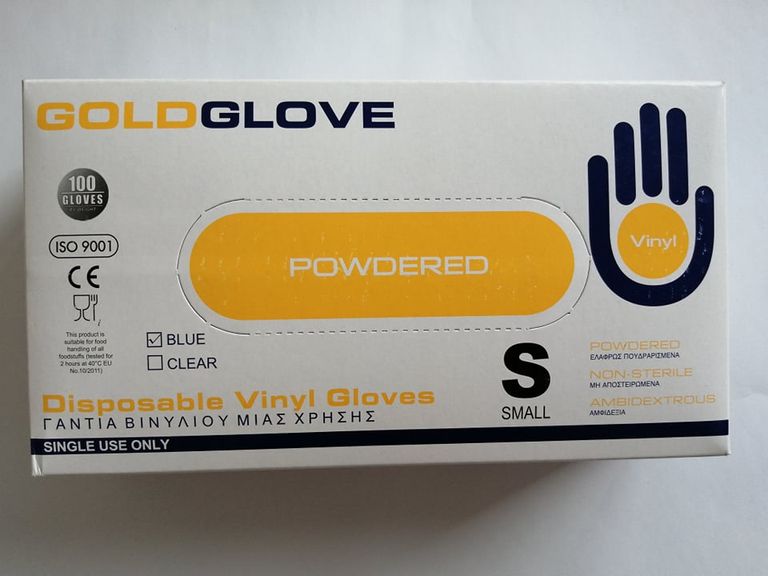 GOLDGLOVE
100
GLOVES
ISO 9001
CE
This product is
suitable for food
handling of all
foodstuffs (tested for
2 hours at 40°C EU
No.10/2011)
POWDERED
Vinyl
BLUE
CLEAR
S
SMALL
POWDERED
ΕΛΑΦΡΩΣ ΠΟΥΔΡΑΡΙΣΜΕΝΑ
NON-STERILE
ΜΗ ΑΠΟΣΤΕΙΡΩΜΕΝΑ
AMBIDEXTROUS
ΑΜΦΙΔΕΞΙΑ
Disposable Vinyl Gloves
ΓΑΝΤΙΑ ΒΙΝΥΛΙΟΥ ΜΙΑΣ ΧΡΗΣΗΣ
SINGLE USE ONLY